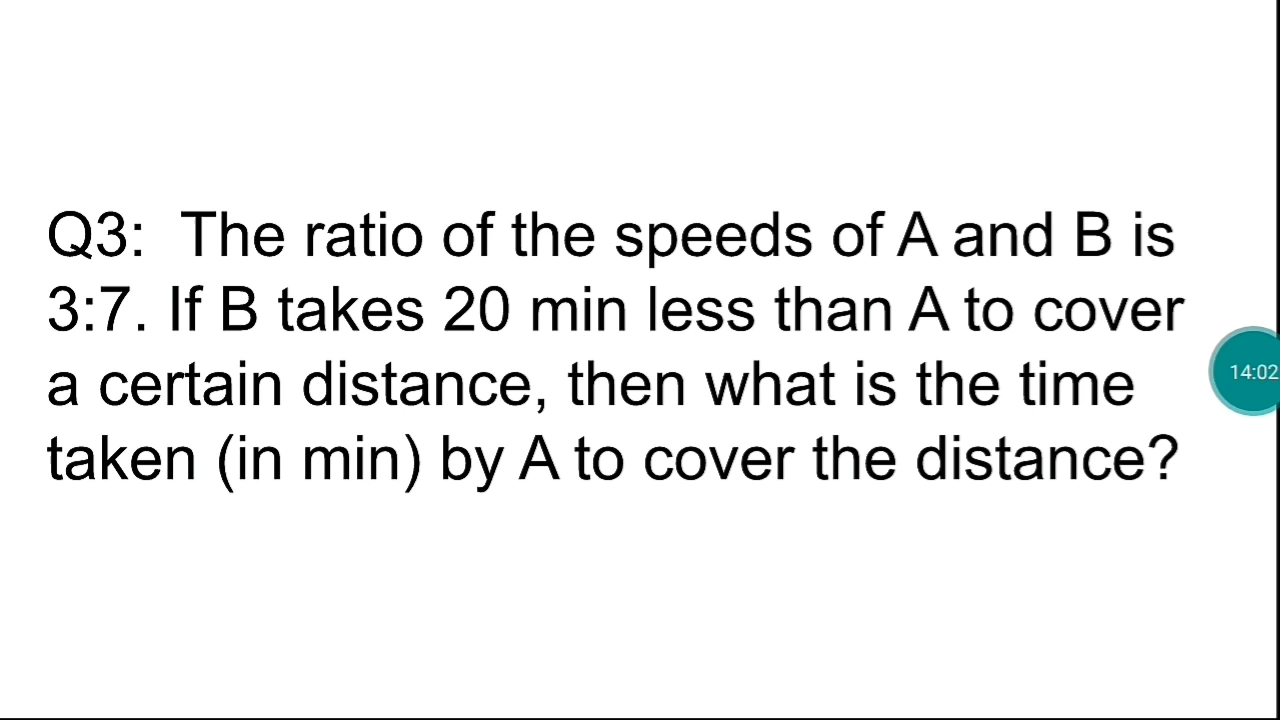 Q3: The ratio of the speeds of A and B is
3:7. If B takes 20 min less than A to cover
a certain distance, then what is the time
taken (in min) by A to cover the distance?
14:02